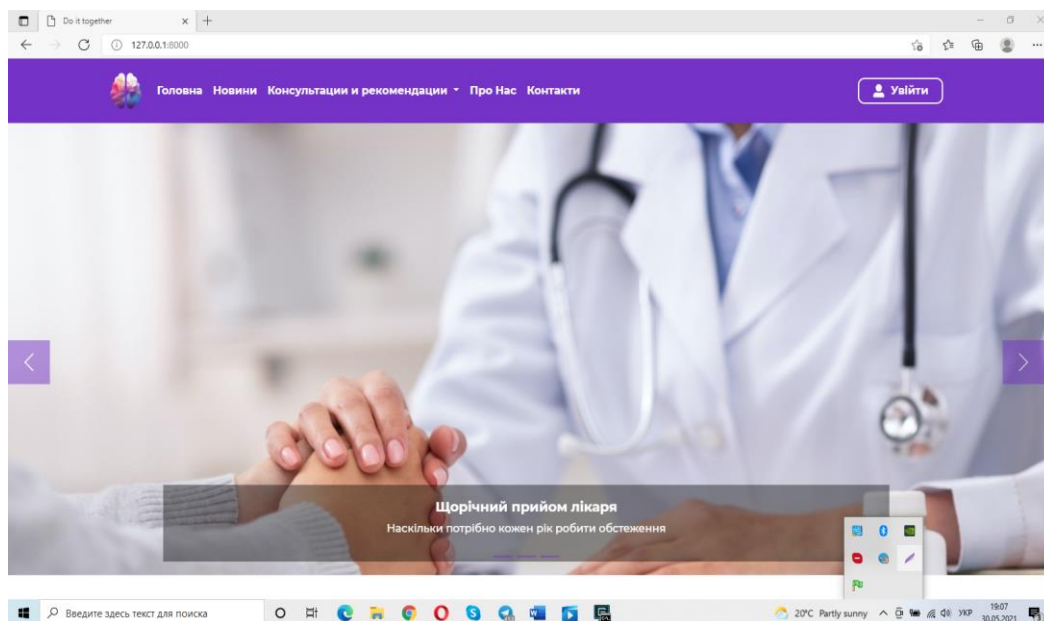 Do it together
127.0.0.1:8000
Головна Новини Консультации и рекомендации Про Нас Контакти Увійти
Щорічний прийом лікаря
Наскільки потрібно кожен рік робити обстеження
Введите здесь текст для поиска
20°C Partly sunny
УКР
19:07
30.05.2021